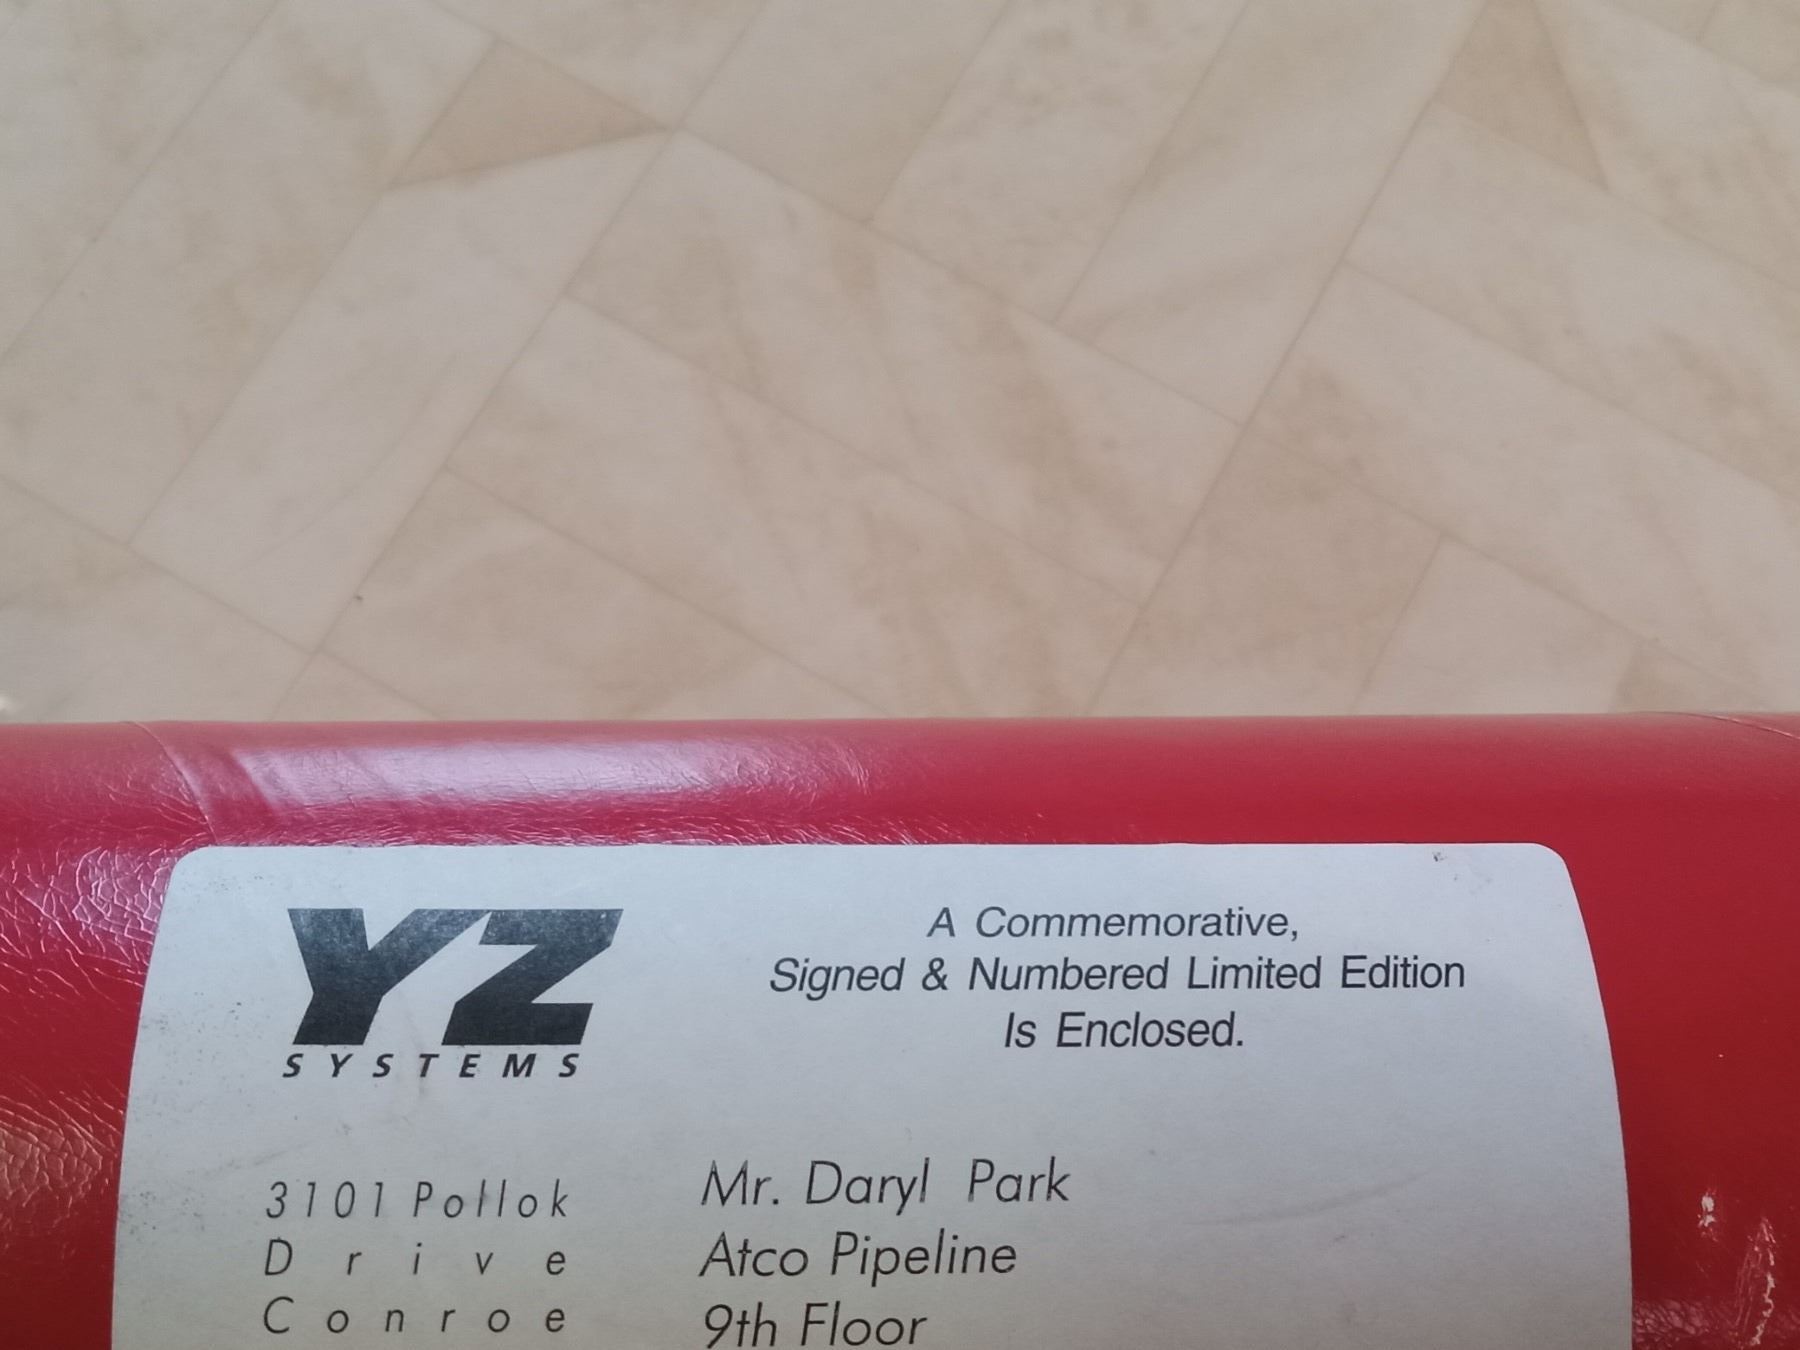 YZ
SYSTEMS
A Commemorative,
Signed & Numbered Limited Edition
Is Enclosed.
3101 Pollok
Drive
Conroe
Mr. Daryl Park
Atco Pipeline
9th Floor